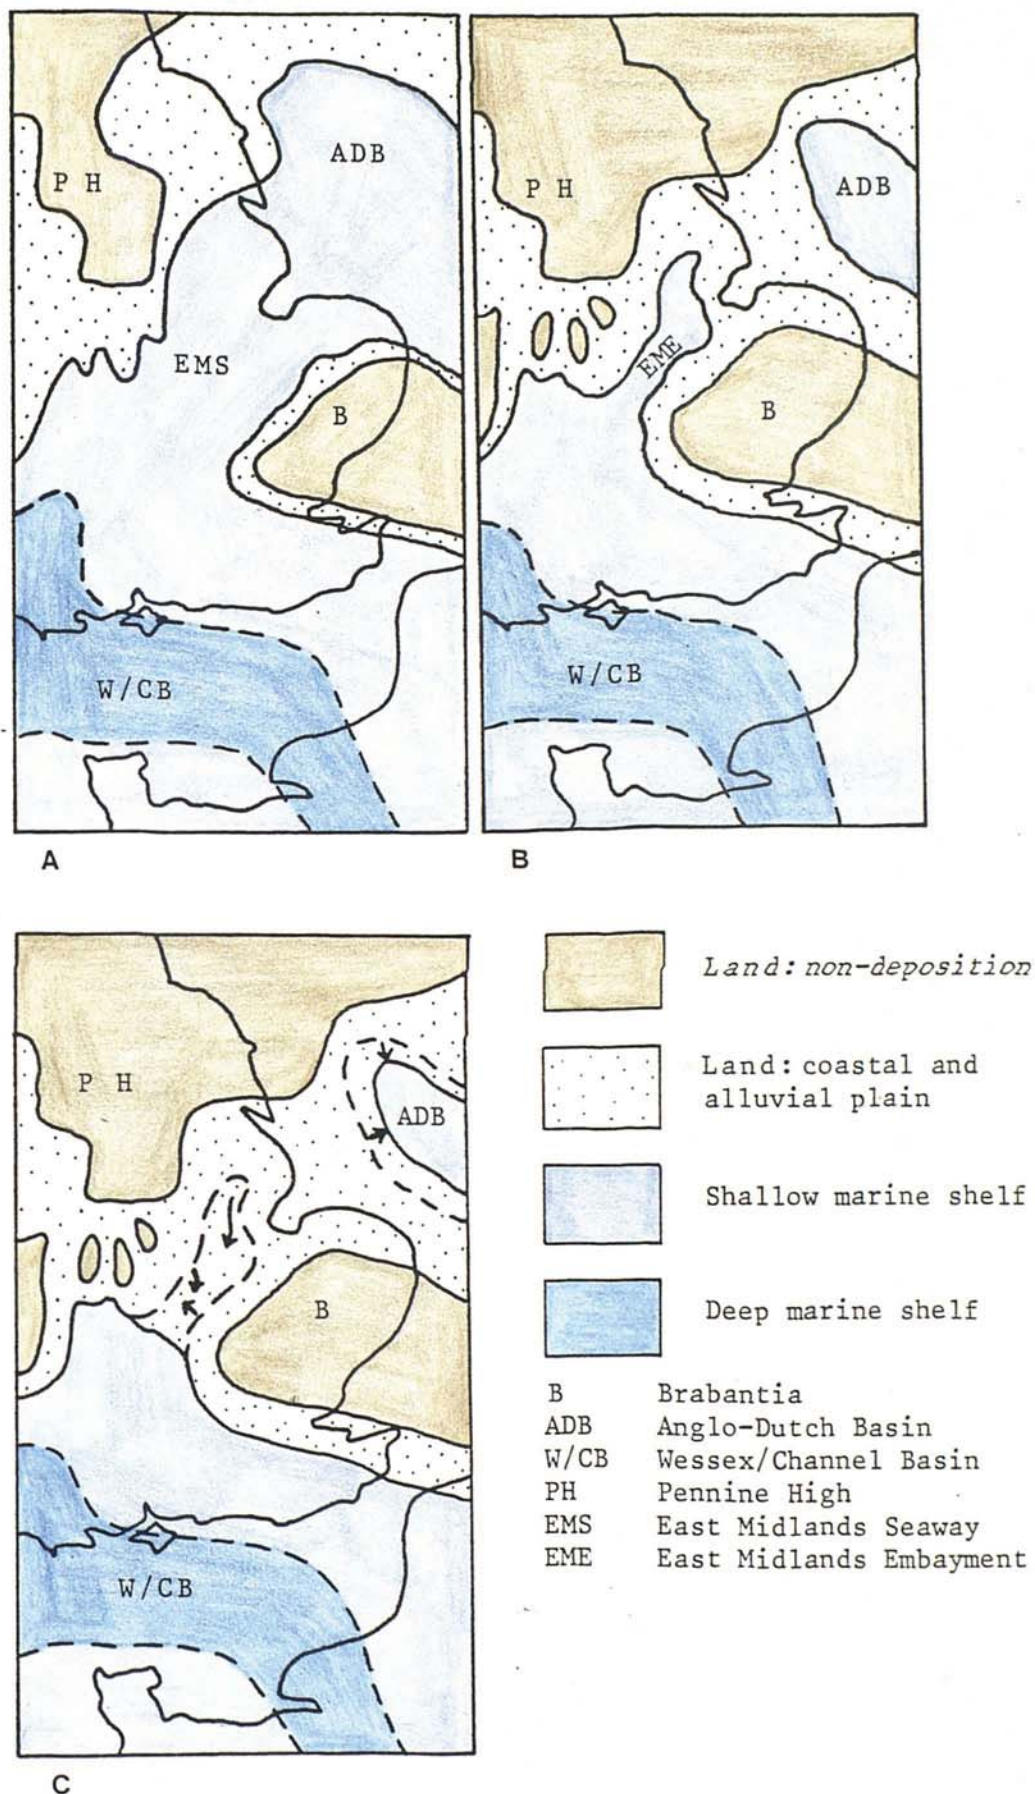 P H
ADB
EMS
B
W/CB
A
P H
ADB
EME
B
W/CB
B
P H
ADB
B
W/CB
C
Land: non-deposition
Land: coastal and
alluvial plain
Shallow marine shelf
Deep marine shelf
B Brabantia
ADB Anglo-Dutch Basin
W/CB Wessex/Channel Basin
PH Pennine High
EMS East Midlands Seaway
EME East Midlands Embayment